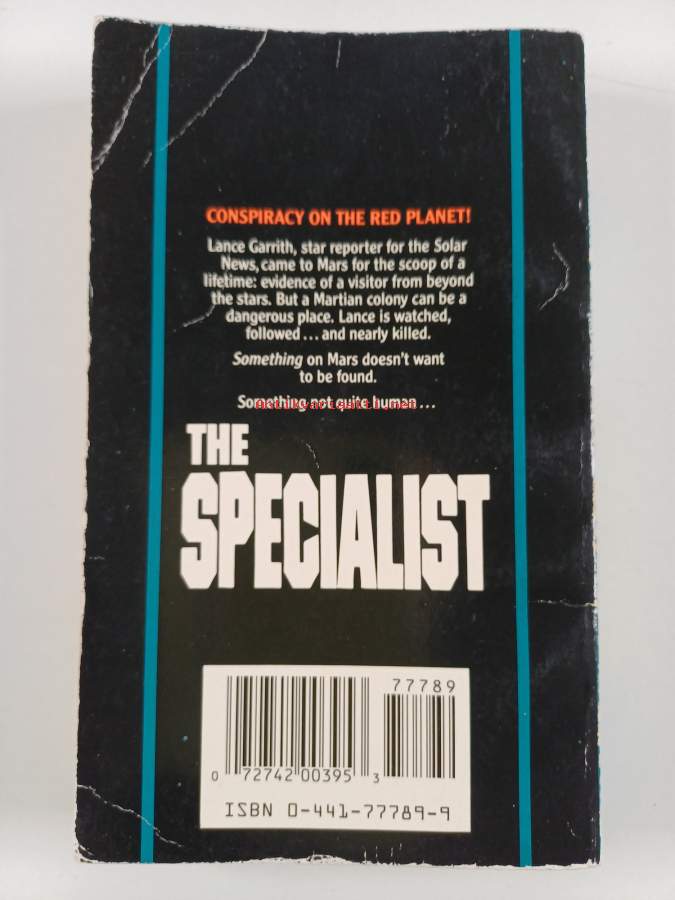 CONSPIRACY ON THE RED PLANET!
Lance Garrith, star reporter for the Solar
News, came to Mars for the scoop of a
lifetime: evidence of a visitor from beyond
the stars. But a Martian colony can be a
dangerous place. Lance is watched,
followed... and nearly killed.
Something on Mars doesn't want
to be found.
Something not quite human...
THE
SPECIALIST
77789
0 72742 00395 3
ISBN 0-441-77789-9